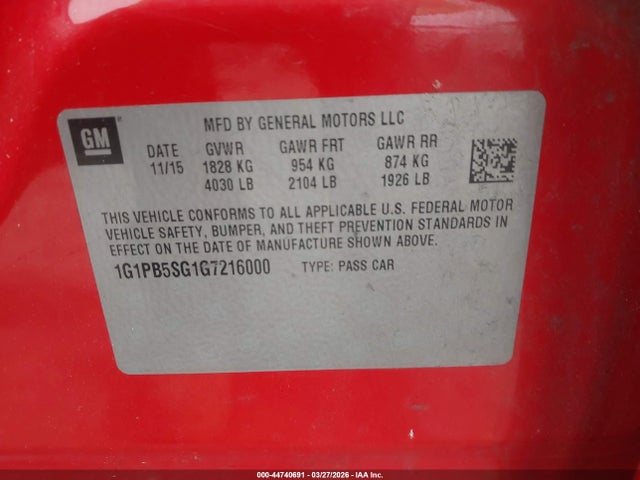 GM
MFD BY GENERAL MOTORS LLC
DATE GVWR GAWR FRT GAWR RR
11/15 1828 KG 954 KG 874 KG
4030 LB 2104 LB 1926 LB
THIS VEHICLE CONFORMS TO ALL APPLICABLE U.S. FEDERAL MOTOR
VEHICLE SAFETY, BUMPER, AND THEFT PREVENTION STANDARDS IN
EFFECT ON THE DATE OF MANUFACTURE SHOWN ABOVE.
1G1PB5SG1G7216000 TYPE: PASS CAR
000-44740691 - 03/27/2026 - IAA Inc.